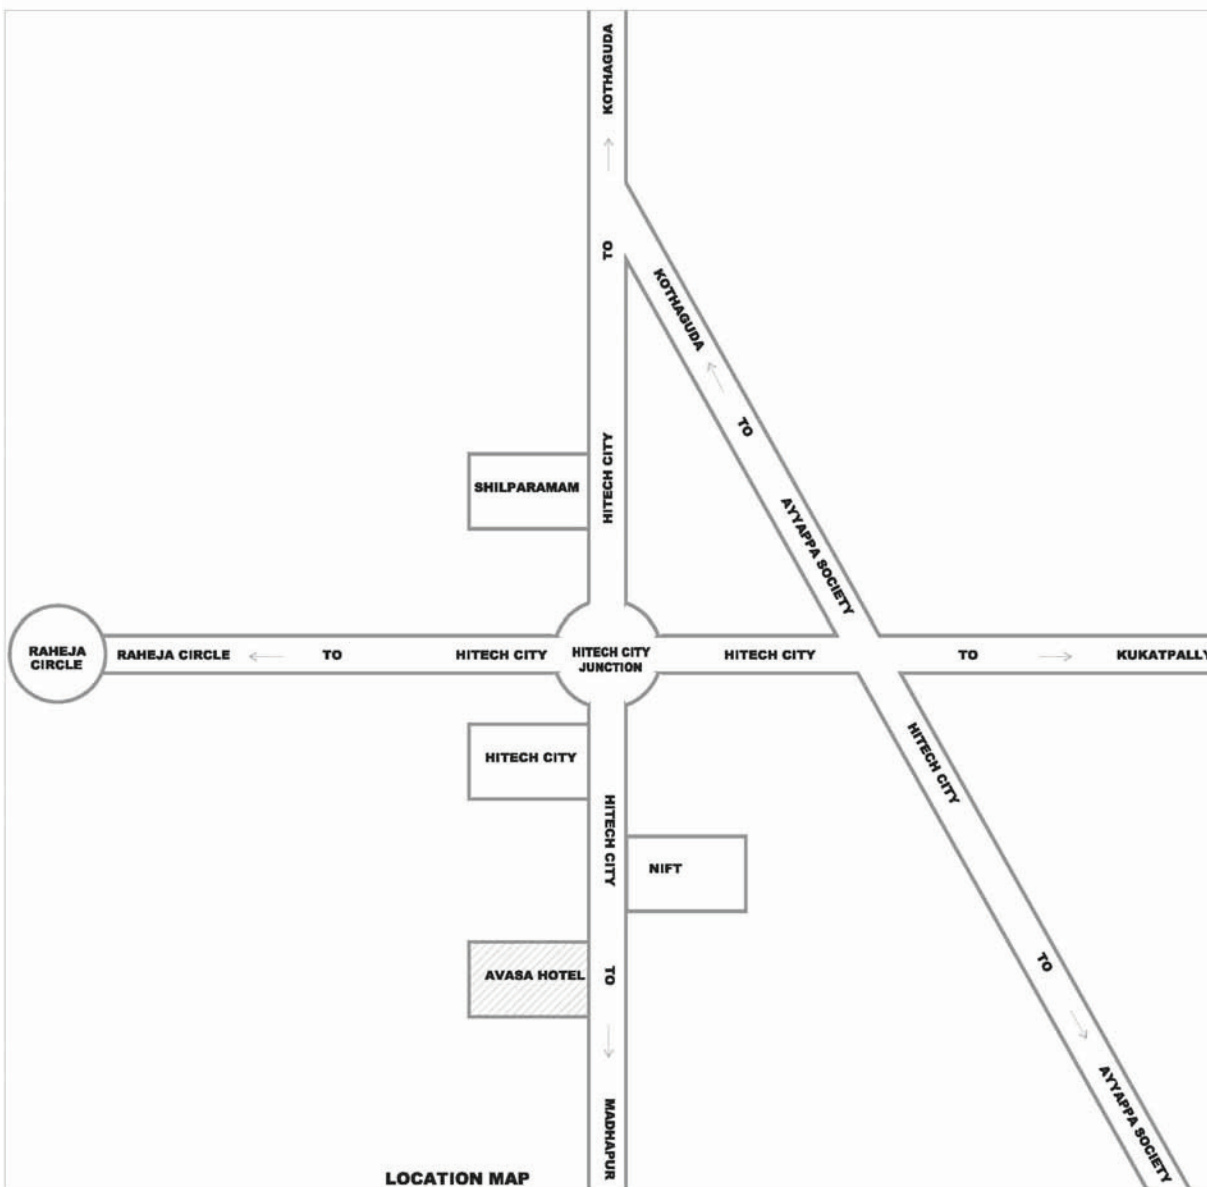 KOTHAGUDA
TO
HITECH CITY
KOTHAGUDA
TO
AYYAPPA SOCIETY
SHILPARAMAM
RAHEJA
CIRCLE
RAHEJA CIRCLE
TO
HITECH CITY
HITECH CITY
JUNCTION
HITECH CITY
TO
KUKATPALLY
HITECH CITY
HITECH CITY
TO
MADHAPUR
NIFT
AVASA HOTEL
HITECH CITY
TO
AYYAPPA SOCIETY
LOCATION MAP